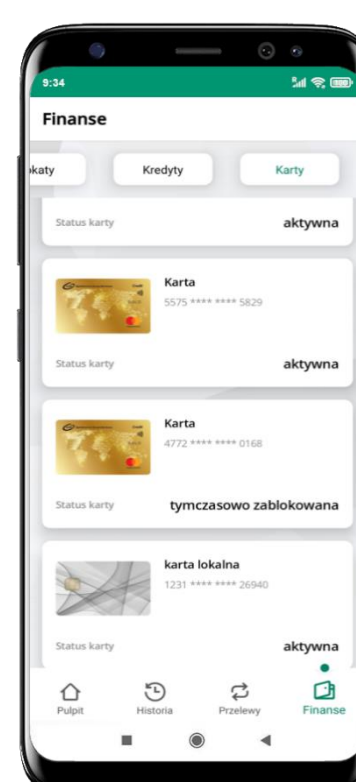 9:34
Finanse
okaty
Kredyty
Karty
Status karty
aktywna
Karta
5575 **** **** 5829
Status karty
aktywna
Karta
4772 **** **** 0168
Status karty
tymczasowo zablokowana
karta lokalna
1231 **** **** 26940
Status karty
aktywna
Pulpit
Historia
Przelewy
Finanse